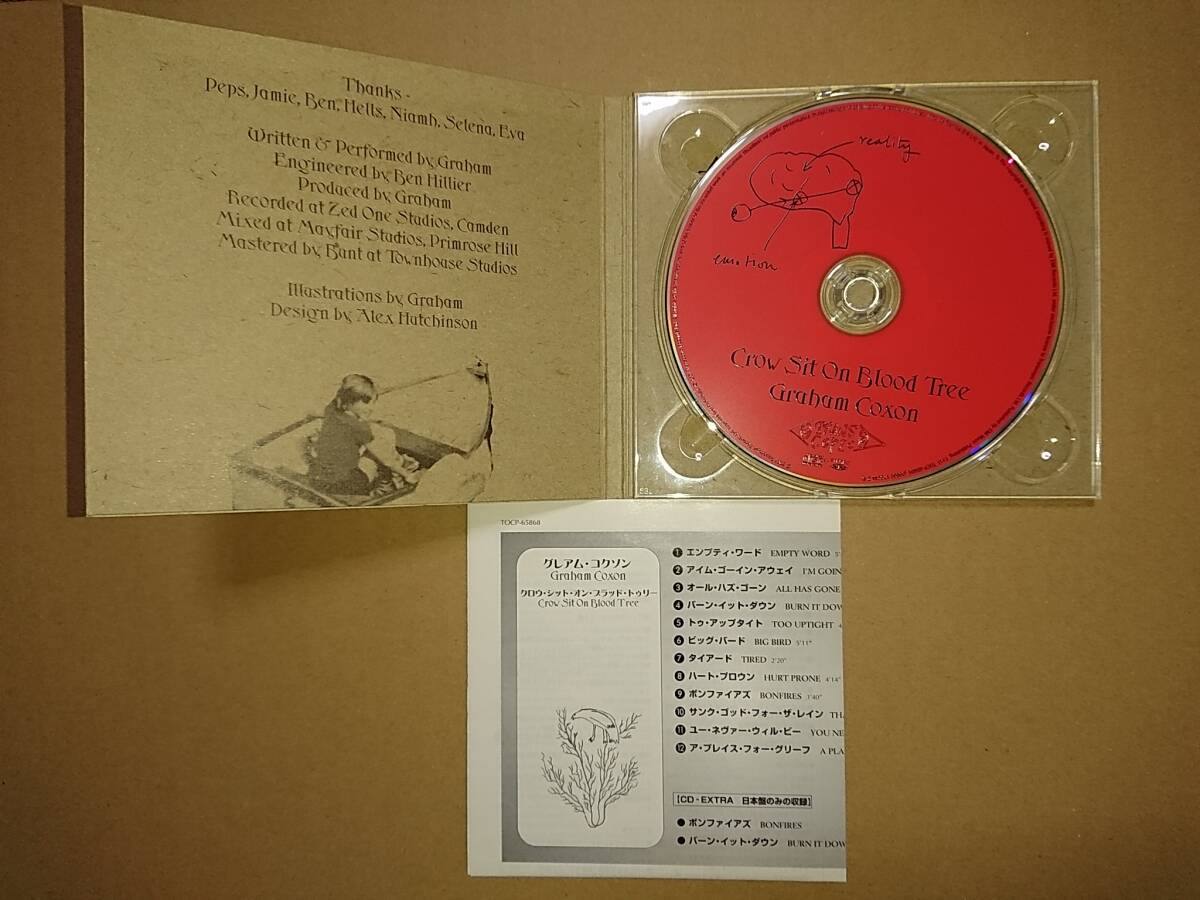 Thanks -
Peps, Jamie, Ben, Hells, Niamh, Selena, Eva
Written & Performed by Graham
Engineered by Ben Hillier
Produced by Graham
Recorded at Zed One Studios, Camden
Mixed at Mayfair Studios, Primrose Hill
Mastered by Bunt at Townhouse Studios
Illustrations by Graham
Design by Alex Hutchinson
reality
emotion
Crow Sit On Blood Tree
Graham Coxon
TOCP-65868
グレアム・コクソン
Graham Coxon
クロウ・シット・オン・ブラッド・トゥリー
Crow Sit On Blood Tree
❶ エンプティ・ワード EMPTY WORD 5'
❷ アイム・ゴーイン・アウェイ I'M GOIN
❸ オール・ハズ・ゴーン ALL HAS GONE
❹ バーン・イット・ダウン BURN IT DOW
❺ トゥ・アップタイト TOO UPTIGHT 4
❻ ビッグ・バード BIG BIRD 5'11"
❼ タイアード TIRED 2'20"
❽ ハート・プロウン HURT PRONE 4'14"
❾ ボンファイアズ BONFIRES 1'40"
❿ サンク・ゴッド・フォー・ザ・レイン THA
⓫ ユー・ネヴァー・ウィル・ビー YOU NE
⓬ ア・プレイス・フォー・グリーフ A PLA
[CD-EXTRA 日本盤のみの収録]
● ボンファイアズ BONFIRES
● バーン・イット・ダウン BURN IT DOW